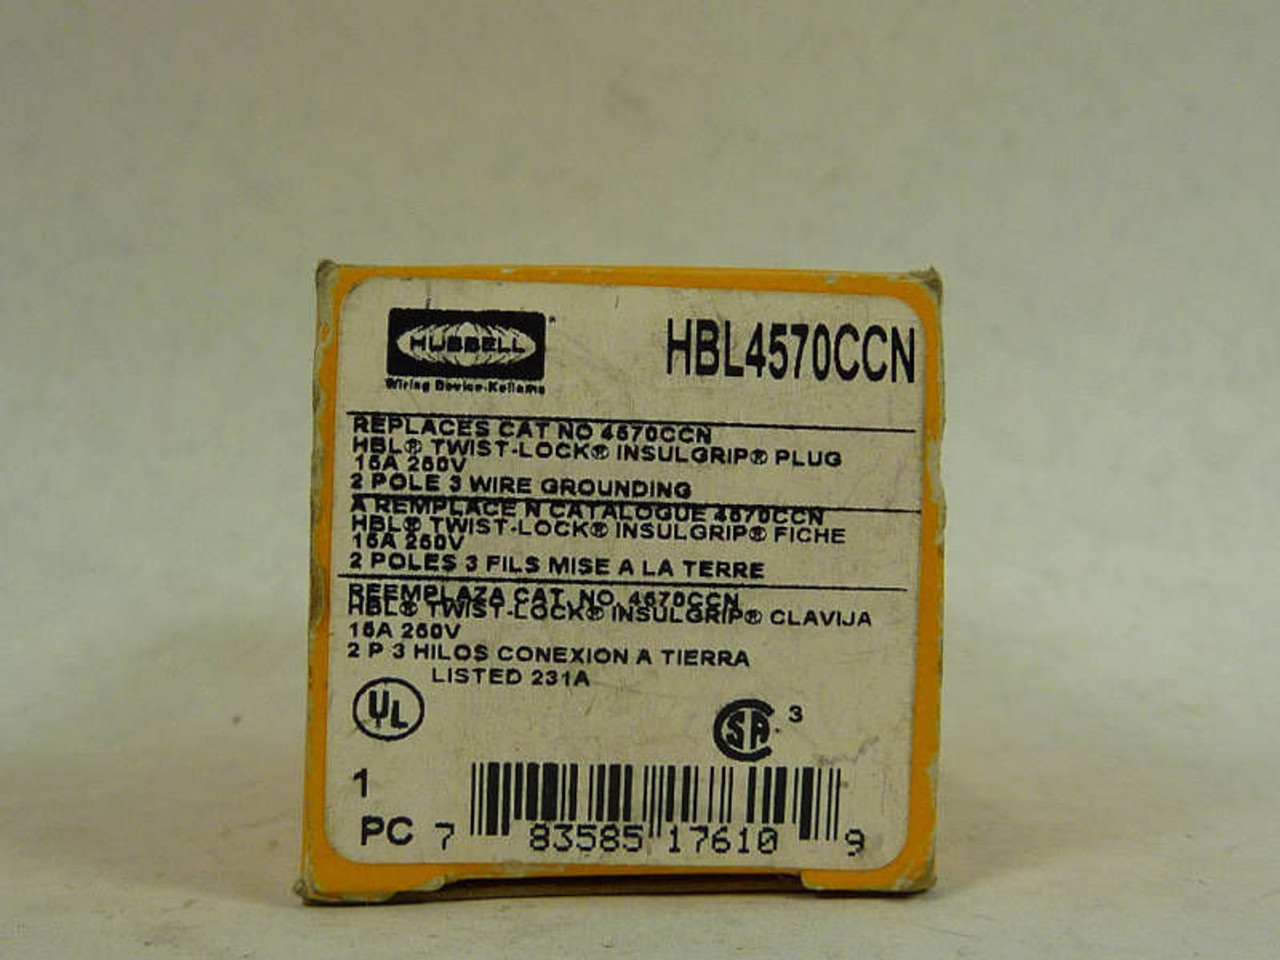 HUBBELL
Wiring Device-Kellems
HBL4570CCN
REPLACES CAT NO 4570CCN
HBL® TWIST-LOCK® INSULGRIP® PLUG
15A 250V
2 POLE 3 WIRE GROUNDING
A REMPLACE N CATALOGUE 4570CCN
HBL® TWIST-LOCK® INSULGRIP® FICHE
15A 250V
2 POLES 3 FILS MISE A LA TERRE
REEMPLAZA CAT. NO. 4570CCN
HBL® TWIST-LOCK® INSULGRIP® CLAVIJA
15A 250V
2 P 3 HILOS CONEXION A TIERRA
LISTED 231A
UL
SA 3
1
PC
7 83585 17610 9